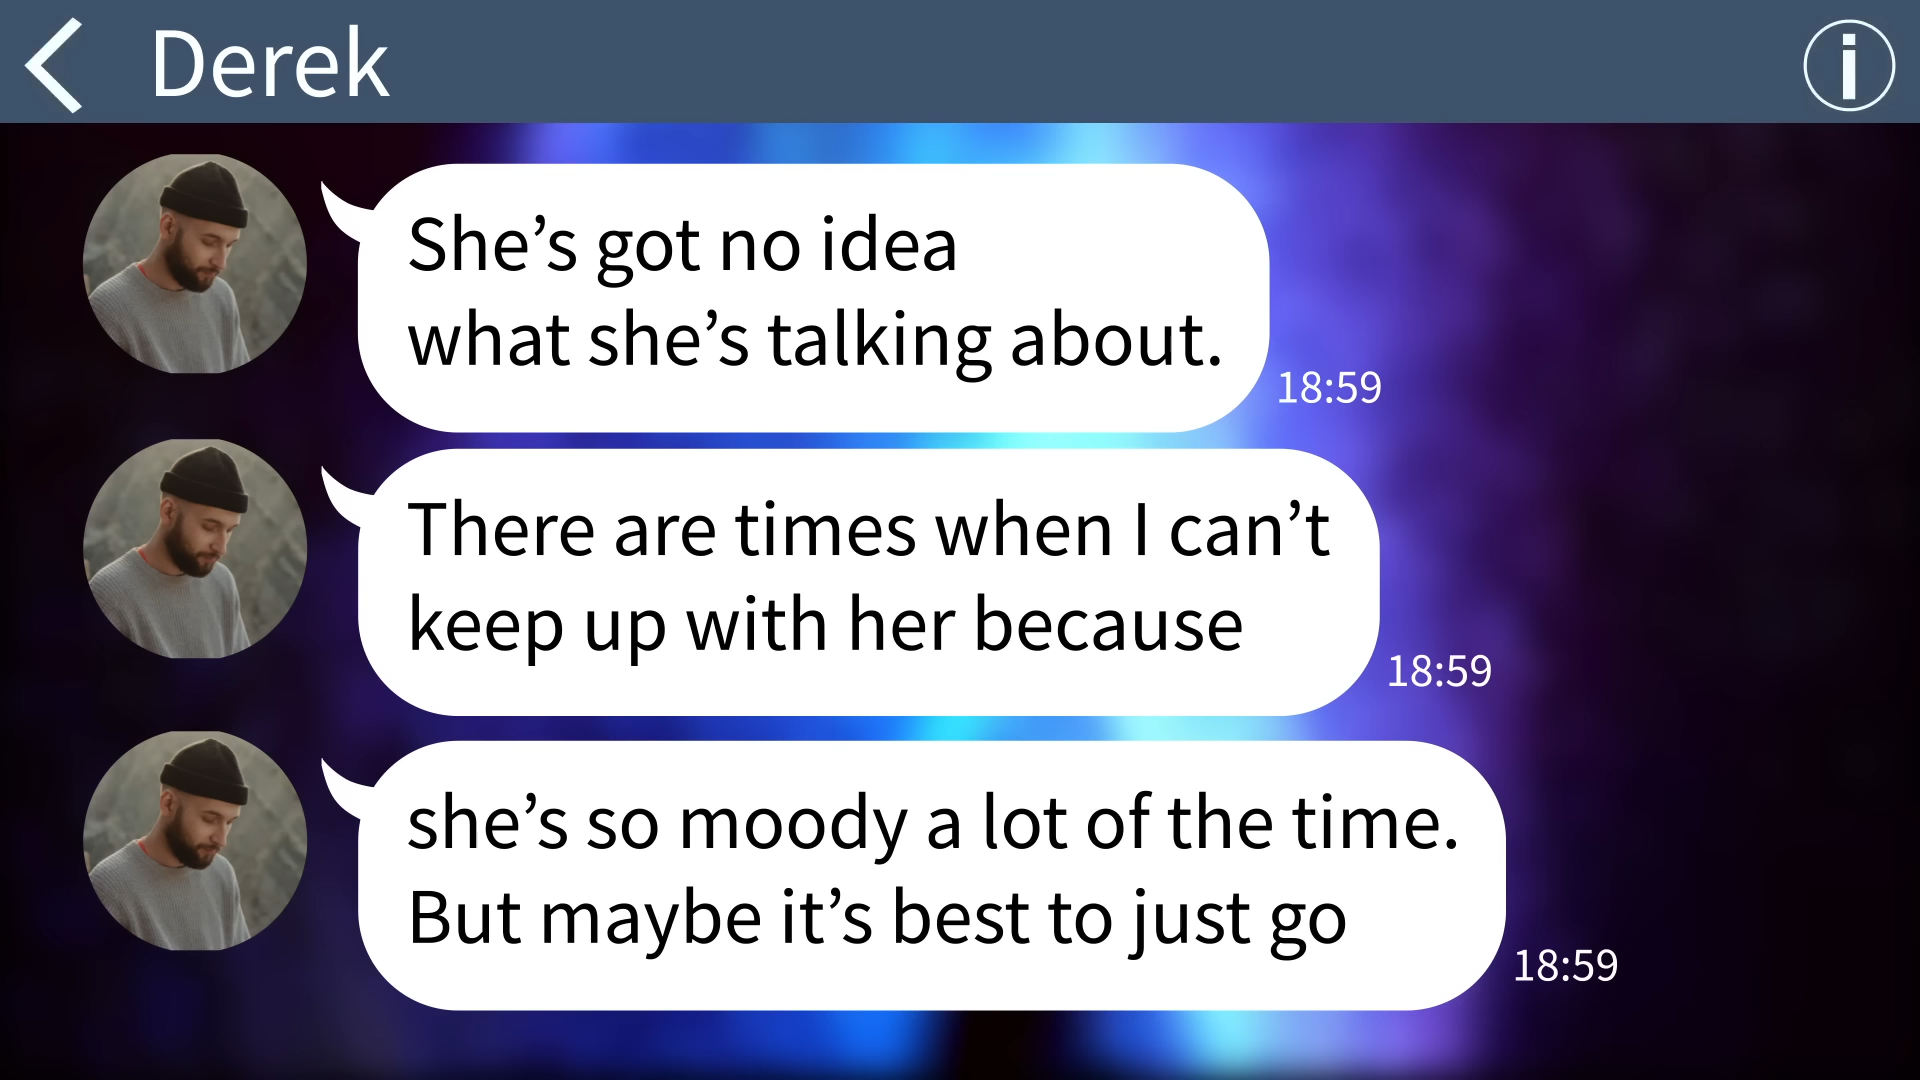 Derek
She’s got no idea
what she’s talking about.
18:59
There are times when I can’t
keep up with her because
18:59
she’s so moody a lot of the time.
But maybe it’s best to just go
18:59